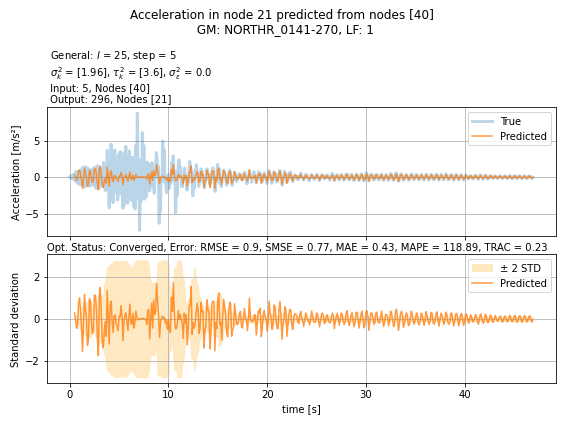 Acceleration in node 21 predicted from nodes [40]
GM: NORTHR_0141-270, LF: 1
General: l = 25, step = 5
σ²ₖ = [1.96], τ²ₖ = [3.6], σ²ε = 0.0
Input: 5, Nodes [40]
Output: 296, Nodes [21]
Acceleration [m/s²]
5
0
−5
True
Predicted
Opt. Status: Converged, Error: RMSE = 0.9, SMSE = 0.77, MAE = 0.43, MAPE = 118.89, TRAC = 0.23
Standard deviation
2
0
−2
± 2 STD
Predicted
0 10 20 30 40
time [s]